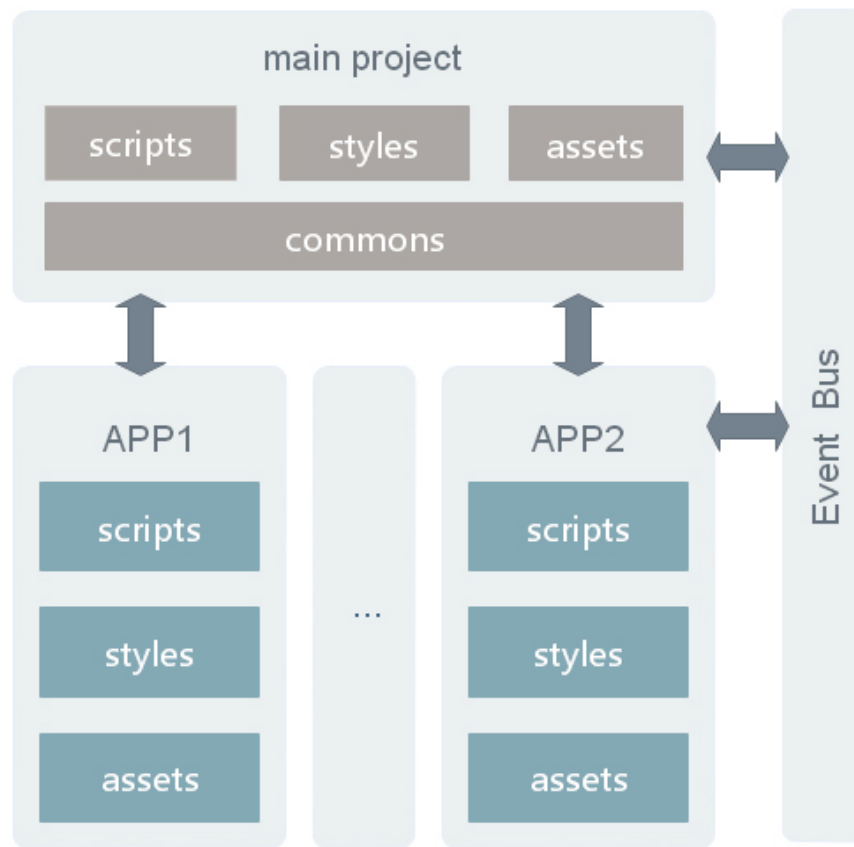 main project
scripts
styles
assets
commons
APP1
scripts
styles
assets
...
APP2
scripts
styles
assets
Event Bus